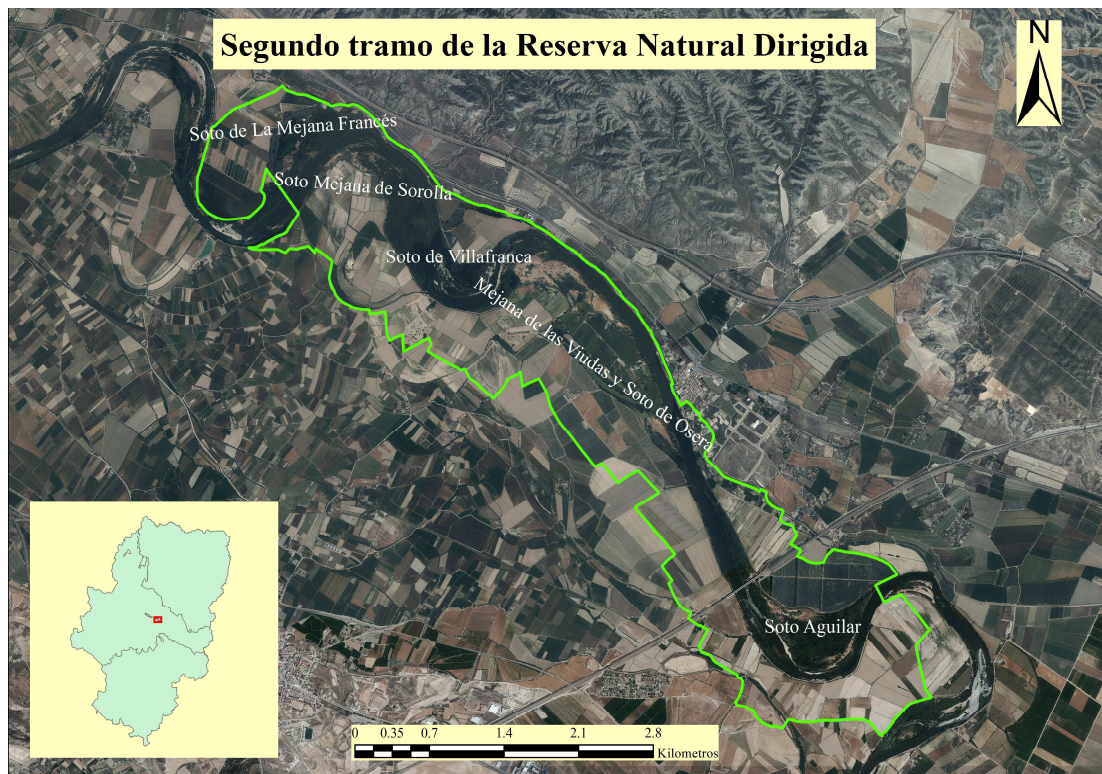 Segundo tramo de la Reserva Natural Dirigida
N
Soto de La Mejana Francés
Soto Mejana de Sorolla
Soto de Villafranca
Mejana de las Viudas y Soto de Osera
Soto Aguilar
0 0.35 0.7 1.4 2.1 2.8
Kilometros